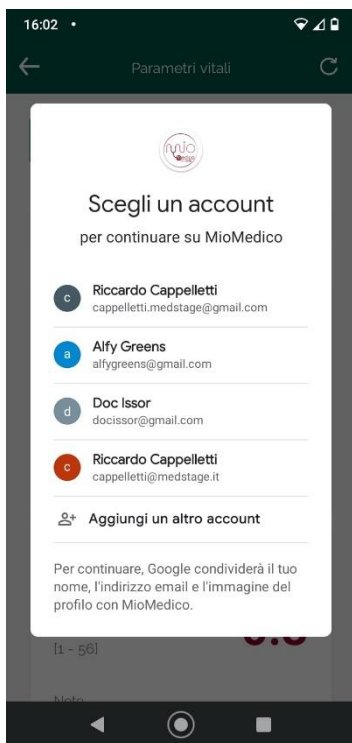 16:02
Parametri vitali
mio
Scegli un account
per continuare su MioMedico
c
Riccardo Cappelletti
cappelletti.medstage@gmail.com
a
Alfy Greens
alfygreens@gmail.com
d
Doc Issor
docissor@gmail.com
c
Riccardo Cappelletti
cappelletti@medstage.it
Aggiungi un altro account
Per continuare, Google condividerà il tuo
nome, l'indirizzo email e l'immagine del
profilo con MioMedico.
[1 - 56]
Note